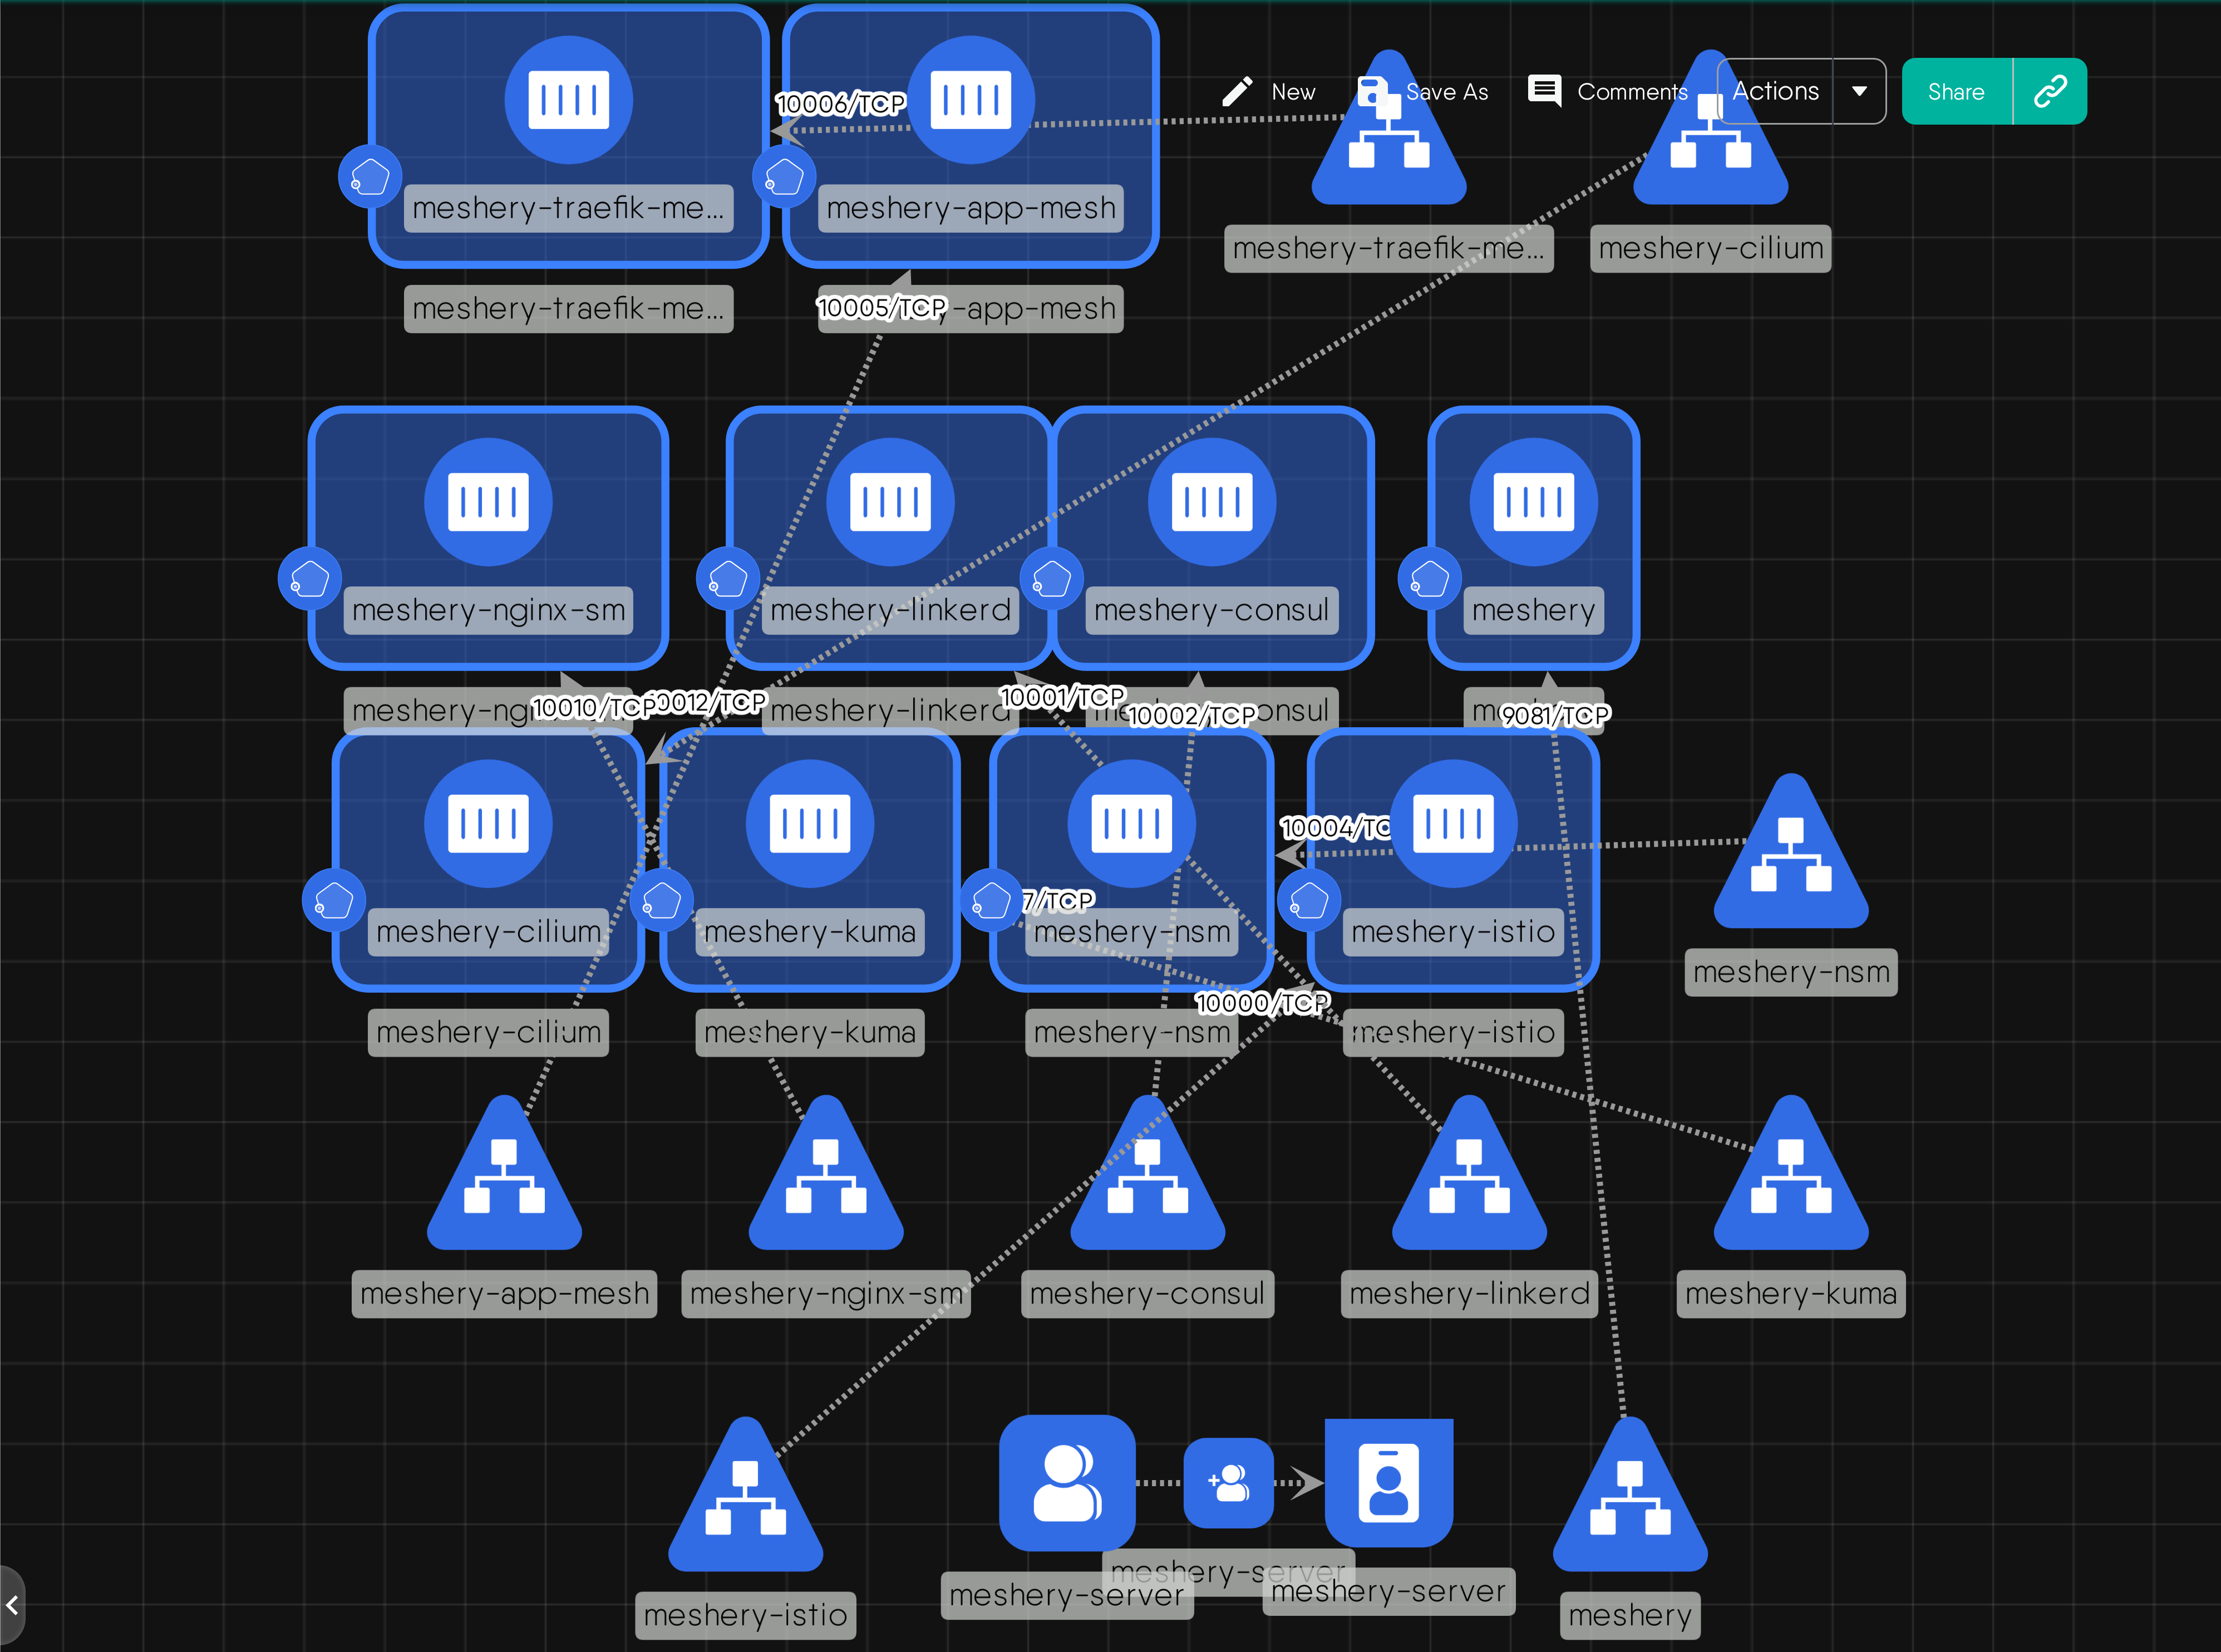 10006/TCP
New
Save As
Comments
Actions
Share
meshery-traefik-me...
meshery-app-mesh
meshery-traefik-me...
meshery-cilium
meshery-traefik-me...
10005/TCP
-app-mesh
meshery-nginx-sm
meshery-linkerd
meshery-consul
meshery
10010/TCP
0012/TCP
meshery-linkerd
10001/TCP
10002/TCP
9081/TCP
10004/TC
7/TCP
meshery-cilium
meshery-kuma
meshery-nsm
meshery-istio
meshery-nsm
10000/TCP
meshery-cilium
meshery-kuma
meshery-nsm
meshery-istio
meshery-app-mesh
meshery-nginx-sm
meshery-consul
meshery-linkerd
meshery-kuma
meshery-server
meshery-server
meshery-server
meshery-istio
meshery